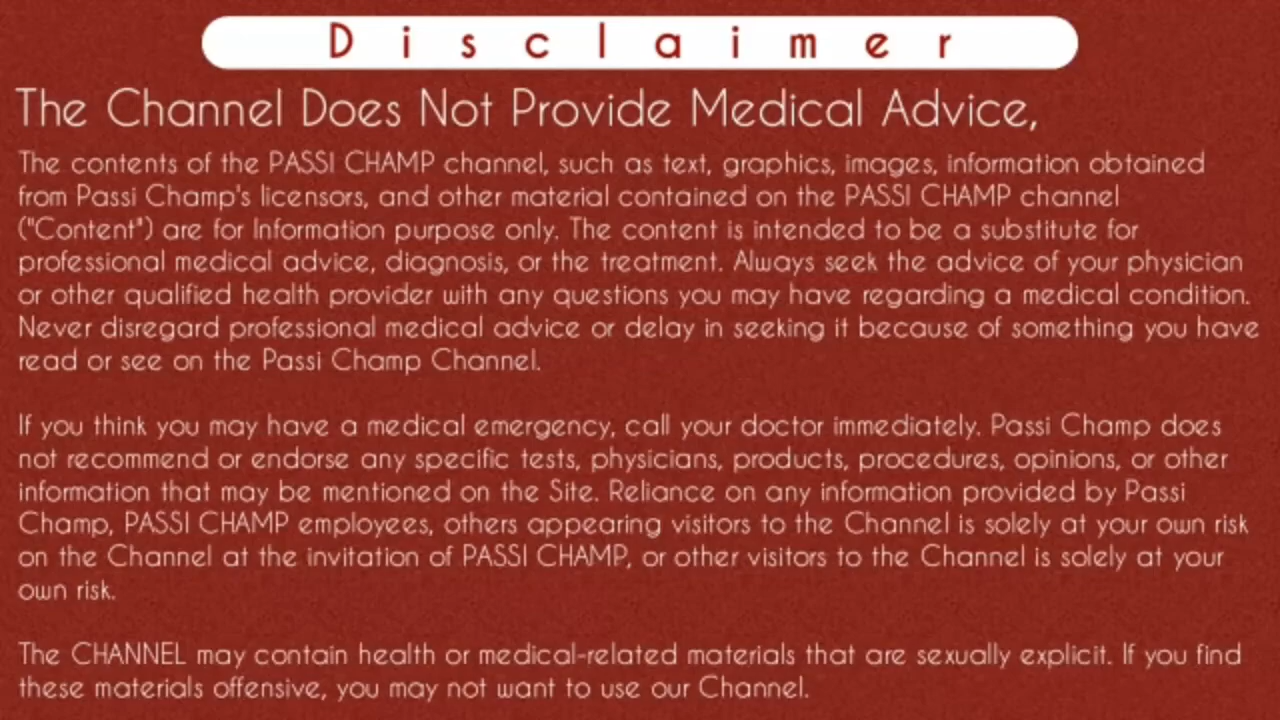 Disclaimer
The Channel Does Not Provide Medical Advice,
The contents of the PASSI CHAMP channel, such as text, graphics, images, information obtained
from Passi Champ's licensors, and other material contained on the PASSI CHAMP channel
("Content") are for Information purpose only. The content is intended to be a substitute for
professional medical advice, diagnosis, or the treatment. Always seek the advice of your physician
or other qualified health provider with any questions you may have regarding a medical condition.
Never disregard professional medical advice or delay in seeking it because of something you have
read or see on the Passi Champ Channel.
If you think you may have a medical emergency, call your doctor immediately. Passi Champ does
not recommend or endorse any specific tests, physicians, products, procedures, opinions, or other
information that may be mentioned on the Site. Reliance on any information provided by Passi
Champ, PASSI CHAMP employees, others appearing visitors to the Channel is solely at your own risk
on the Channel at the invitation of PASSI CHAMP, or other visitors to the Channel is solely at your
own risk.
The CHANNEL may contain health or medical-related materials that are sexually explicit. If you find
these materials offensive, you may not want to use our Channel.